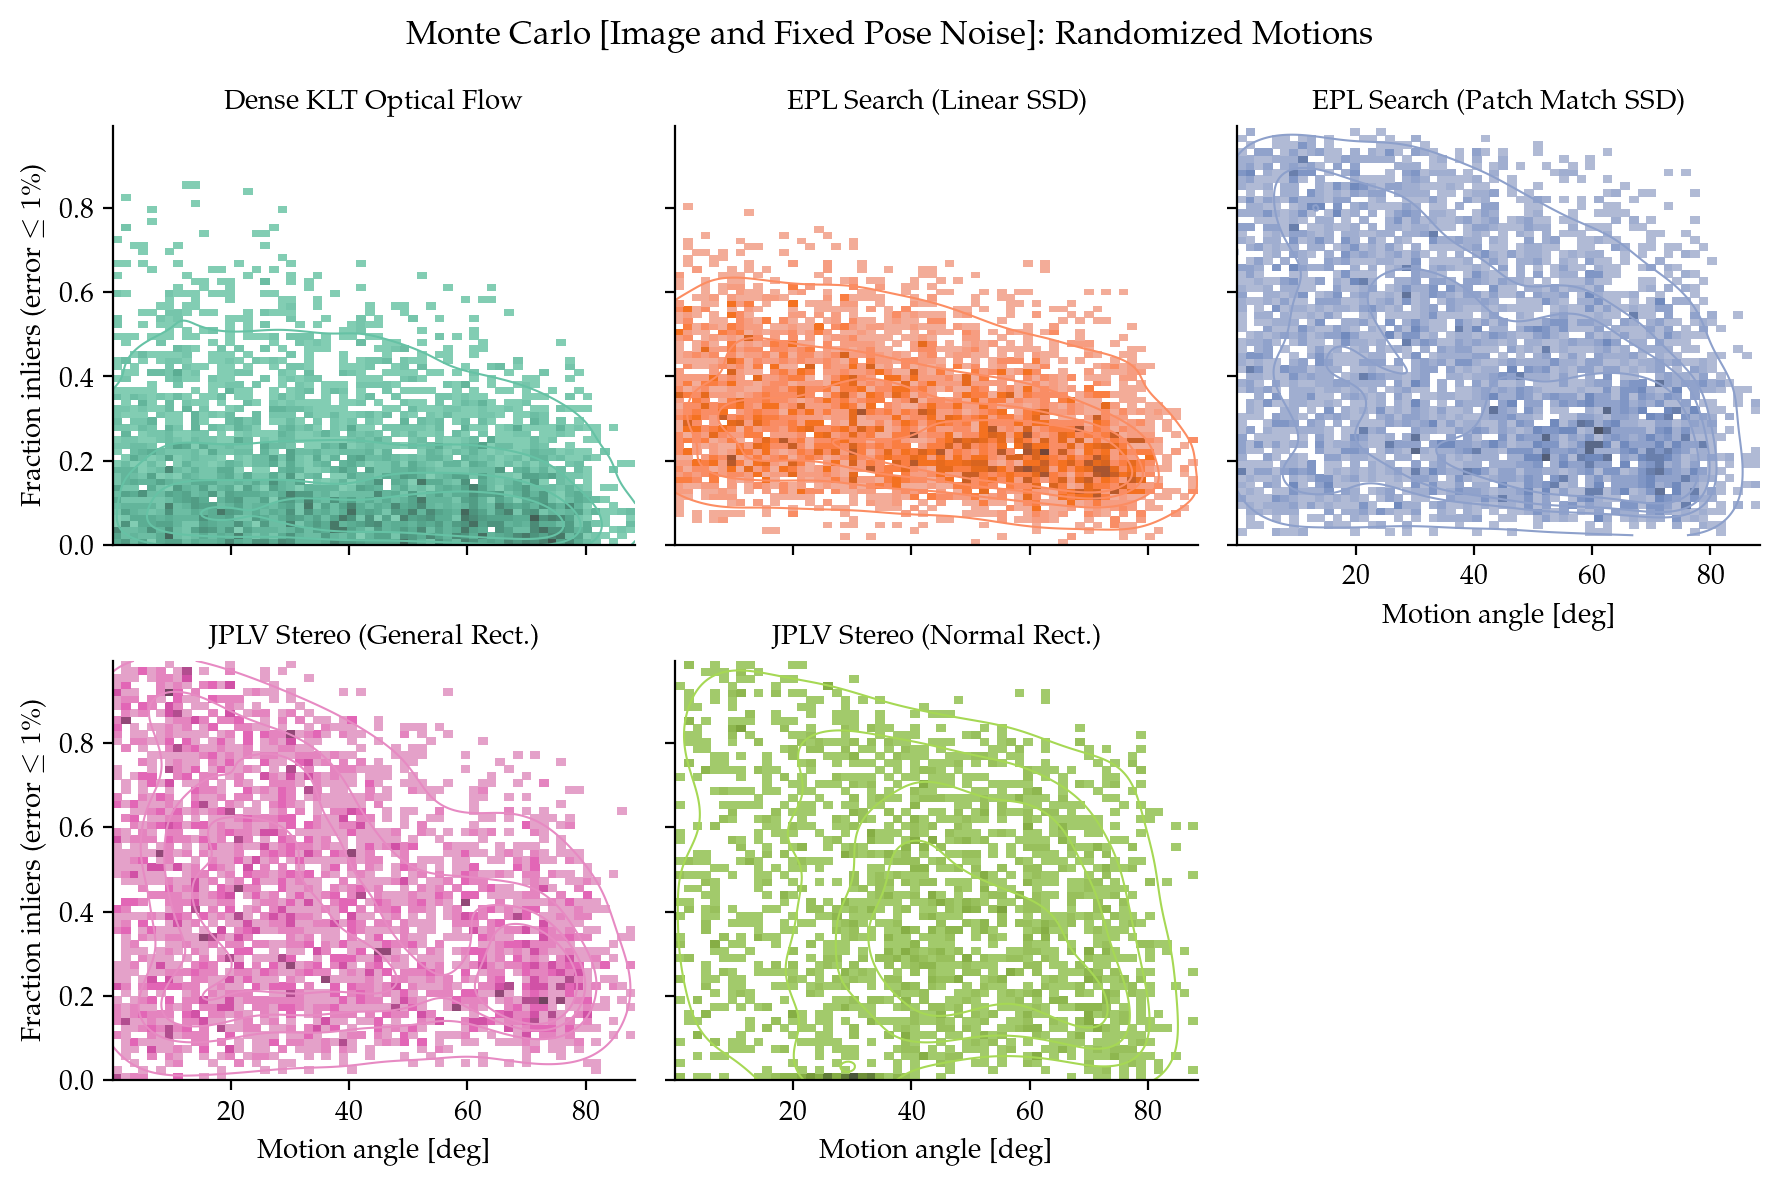 Monte Carlo [Image and Fixed Pose Noise]: Randomized Motions
Dense KLT Optical Flow
EPL Search (Linear SSD)
EPL Search (Patch Match SSD)
Fraction inliers (error ≤ 1%)
0.8
0.6
0.4
0.2
0.0
20 40 60 80
Motion angle [deg]
JPLV Stereo (General Rect.)
JPLV Stereo (Normal Rect.)
Fraction inliers (error ≤ 1%)
0.8
0.6
0.4
0.2
0.0
20 40 60 80
20 40 60 80
Motion angle [deg]
Motion angle [deg]